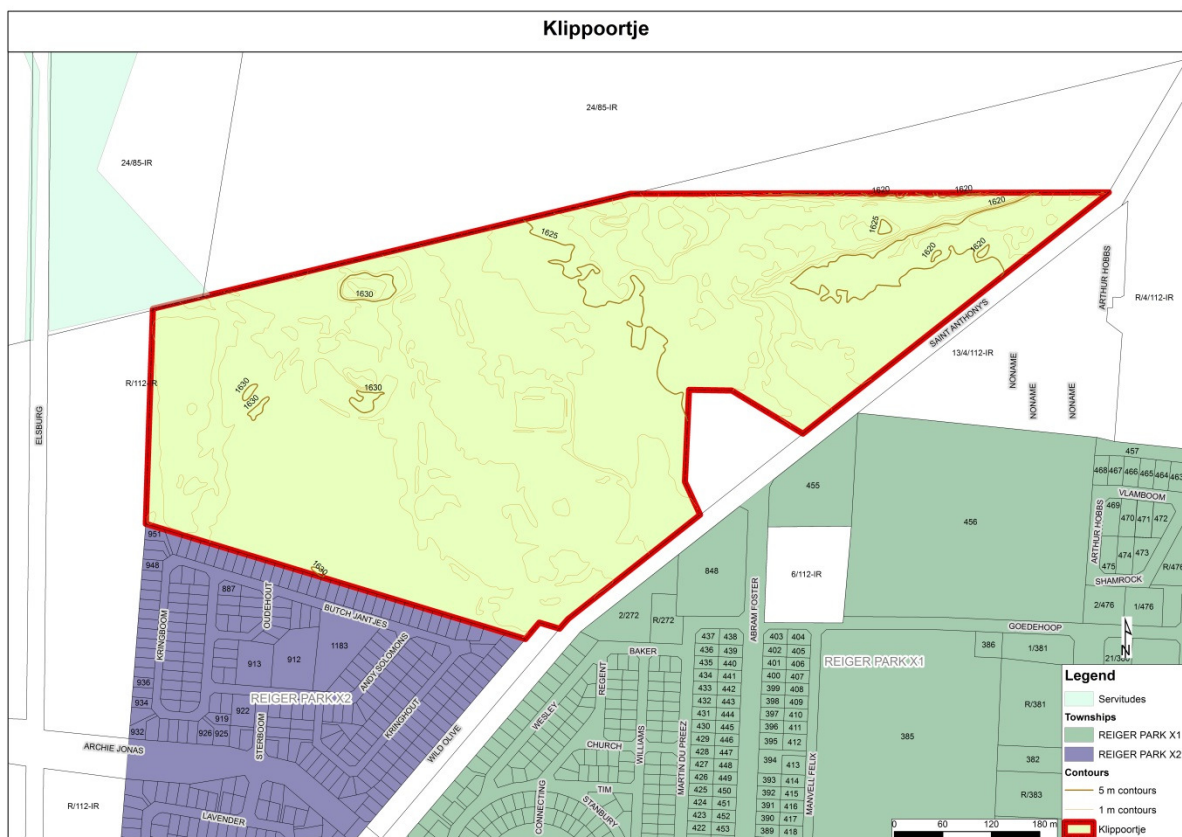 Klippoortje
24/85-IR
24/85-IR
1620
1620
1620
1625
1625
1620
1620
1630
1630
1630
1630
1630
R/112-IR
ELSBURG
SAINT ANTHONY'S
ARTHUR HOBBS
R/4/112-IR
13/4/112-IR
NONAME
NONAME
NONAME
455
456
457
468
467
466
465
464
463
VLAMBOOM
ARTHUR HOBBS
469
470
471
472
474
473
475
R/476
SHAMROCK
2/476
1/476
GOEDEHOOP
386
1/381
R/381
382
R/383
385
REIGER PARK X1
6/112-IR
848
ABRAM FOSTER
2/272
R/272
BAKER
REGENT
WESLEY
WILLIAMS
CHURCH
TIM
STANBURY
CONNECTING
MARTIN DU PREEZ
MANVELL FELIX
437
438
436
439
435
440
434
441
433
442
432
443
431
444
430
445
429
446
428
447
427
448
426
449
425
450
424
451
423
452
422
453
403
404
402
405
401
406
400
407
399
408
398
409
397
410
396
411
395
412
394
413
393
414
392
415
391
416
390
417
389
418
951
948
887
OUDEHOUT
KRINGBOOM
BUTCH JANTJES
1183
912
913
ANDY SOLOMONS
936
934
REIGER PARK X2
922
919
932
926
925
STERBOOM
KRINGHOUT
WILD OLIVE
ARCHIE JONAS
LAVENDER
R/112-IR
N
Legend
Servitudes
Townships
REIGER PARK X1
REIGER PARK X2
Contours
5 m contours
1 m contours
Klippoortje
0 60 120 180 m